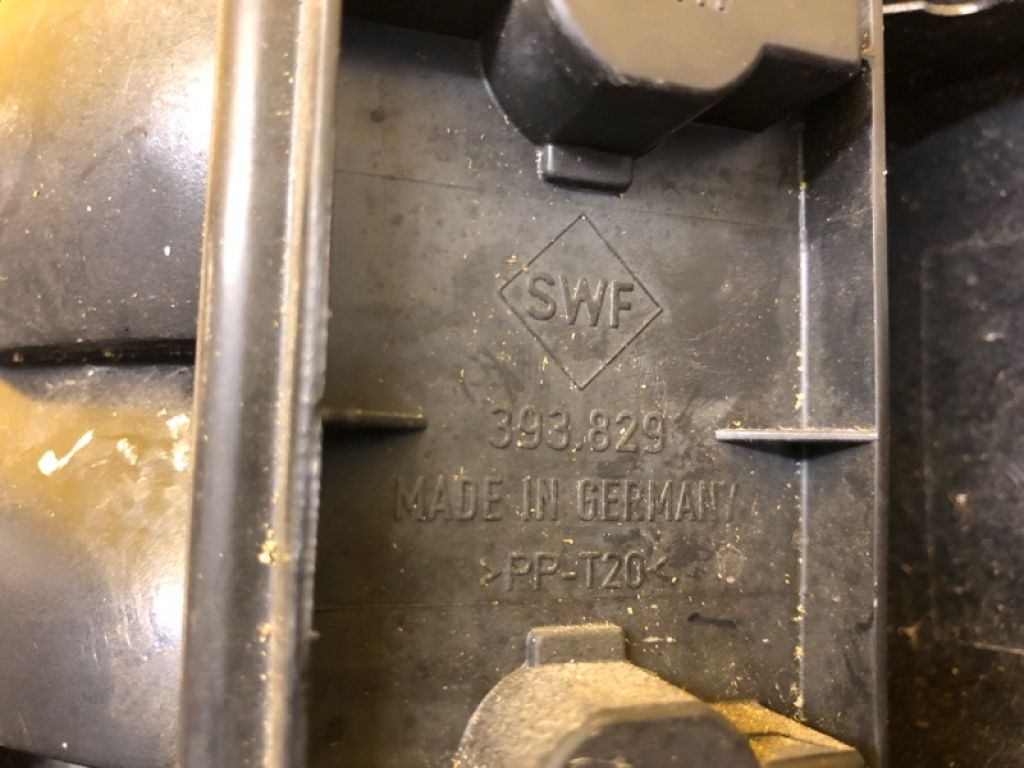 SWF
393.829
MADE IN GERMANY
>PP-T20<